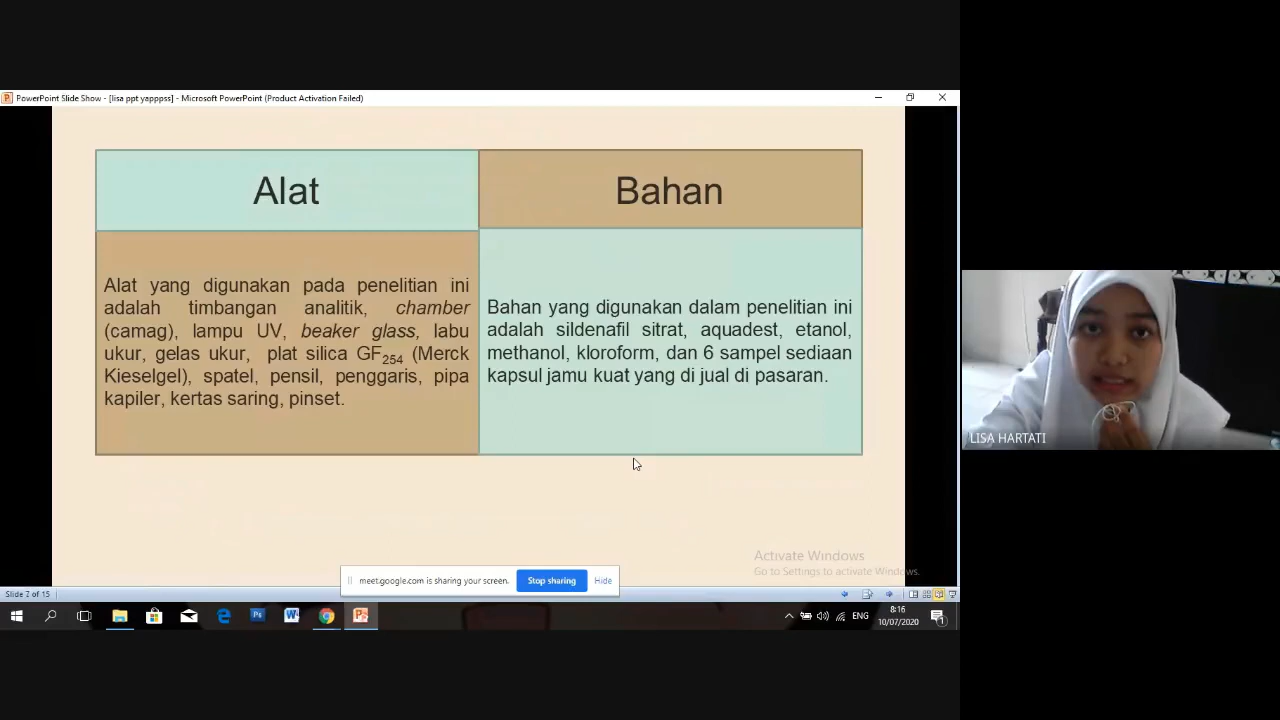 PowerPoint Slide Show - [lisa ppt yapppss] - Microsoft PowerPoint (Product Activation Failed)
Alat
Bahan
Alat yang digunakan pada penelitian ini
adalah timbangan analitik, chamber
(camag), lampu UV, beaker glass, labu
ukur, gelas ukur, plat silica GF254 (Merck
Kieselgel), spatel, pensil, penggaris, pipa
kapiler, kertas saring, pinset.
Bahan yang digunakan dalam penelitian ini
adalah sildenafil sitrat, aquadest, etanol,
methanol, kloroform, dan 6 sampel sediaan
kapsul jamu kuat yang di jual di pasaran.
LISA HARTATI
Activate Windows
Go to Settings to activate Windows.
meet.google.com is sharing your screen.
Stop sharing
Hide
Slide 7 of 15
ENG
8:16
10/07/2020